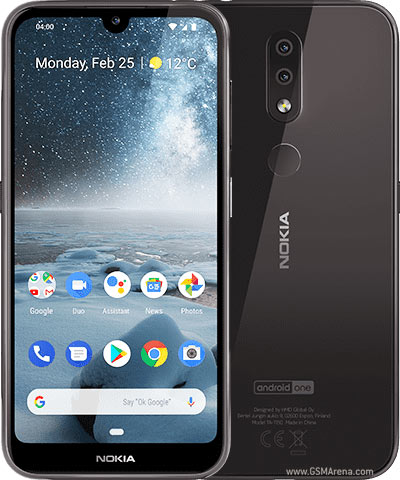 04:00
Monday, Feb 25 | 12°C
Google
Duo
Assistant
News
Photos
G
Say "Ok Google"
NOKIA
NOKIA
android one
Designed by HMD Global Oy
Made in China
CE
www.GSMArena.com